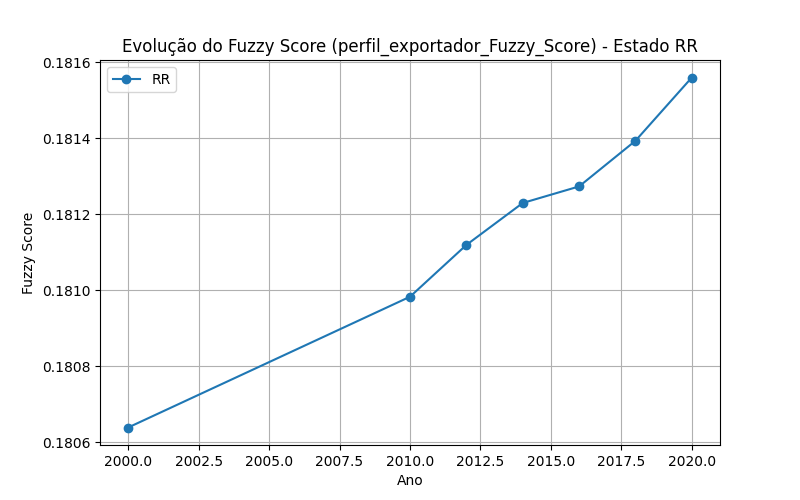 Evolução do Fuzzy Score (perfil_exportador_Fuzzy_Score) - Estado RR
RR
Fuzzy Score
0.1816
0.1814
0.1812
0.1810
0.1808
0.1806
2000.0 2002.5 2005.0 2007.5 2010.0 2012.5 2015.0 2017.5 2020.0
Ano